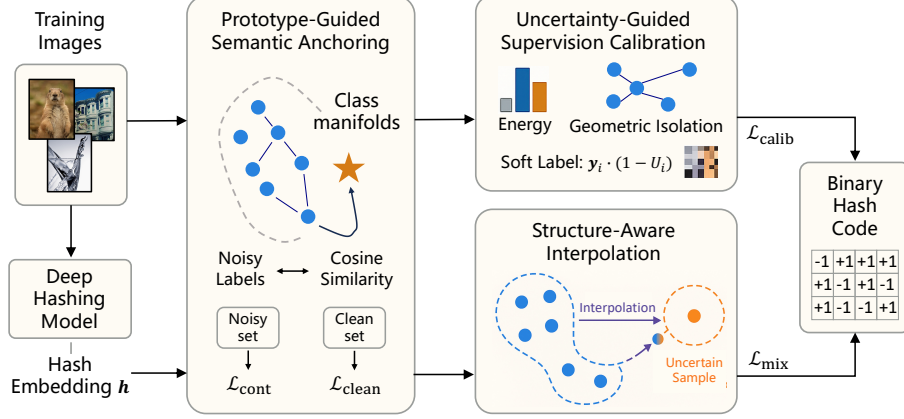 Training
Images
Deep
Hashing
Model
Hash
Embedding h
Prototype-Guided
Semantic Anchoring
Class
manifolds
Noisy
Labels
Cosine
Similarity
Noisy
set
Clean
set
ℒcont
ℒclean
Uncertainty-Guided
Supervision Calibration
Energy
Geometric Isolation
Soft Label: yi · (1 − Ui)
Structure-Aware
Interpolation
Interpolation
Uncertain
Sample
ℒcalib
ℒmix
Binary
Hash
Code
-1 +1 +1 +1
+1 -1 +1 -1
+1 -1 -1 +1